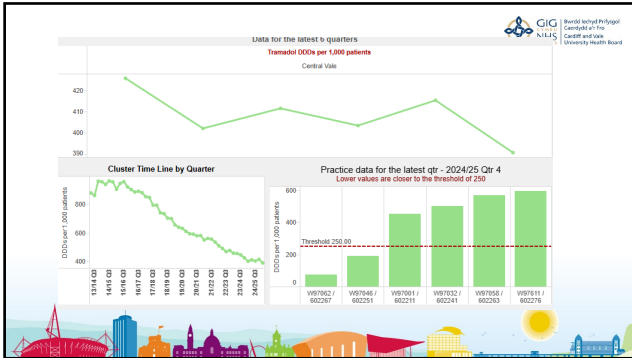 GIG
CYMRU
NHS
WALES
Bwrdd Iechyd Prifysgol
Caerdydd a'r Fro
Cardiff and Vale
University Health Board
Data for the latest 6 quarters
Tramadol DDDs per 1,000 patients
Central Vale
420
410
400
390
Cluster Time Line by Quarter
DDDs per 1,000 patients
800
600
400
13/14 Q3
14/15 Q3
15/16 Q3
16/17 Q3
17/18 Q3
18/19 Q3
19/20 Q3
20/21 Q3
21/22 Q3
22/23 Q3
23/24 Q3
24/25 Q3
Practice data for the latest qtr - 2024/25 Qtr 4
Lower values are closer to the threshold of 250
DDDs per 1,000 patients
600
400
200
0
Threshold 250.00
W97062 /
602267
W97046 /
602251
W97001 /
602211
W97032 /
602241
W97058 /
602263
W97611 /
602276